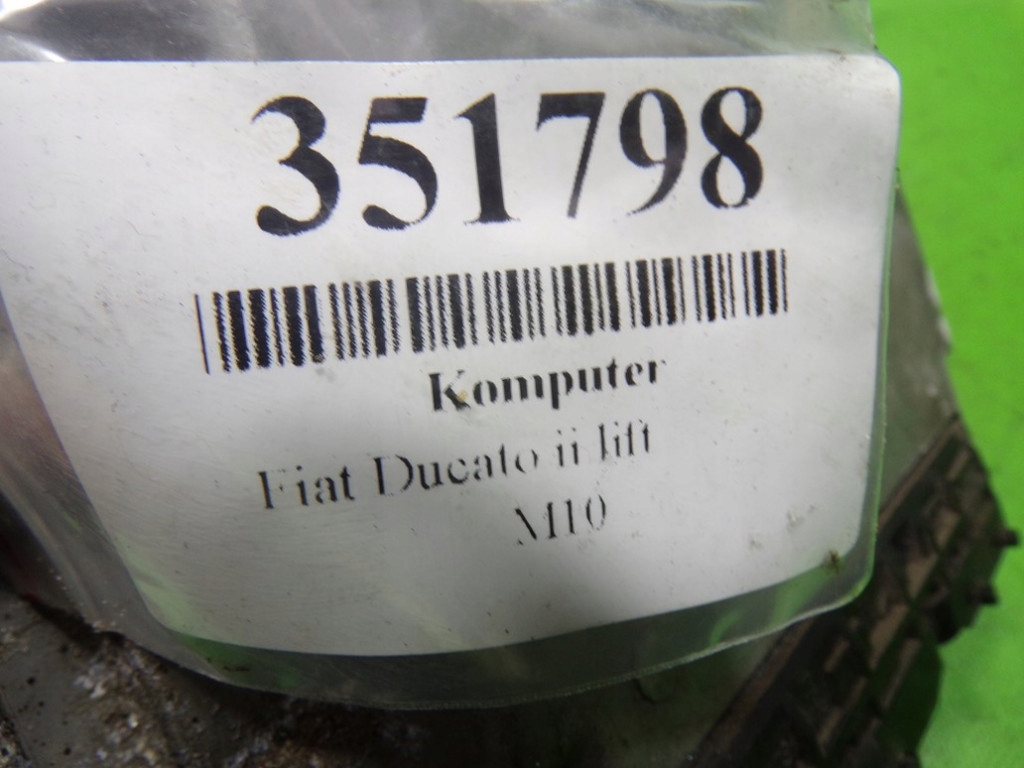 351798
Komputer
Fiat Ducato ii lift
M10